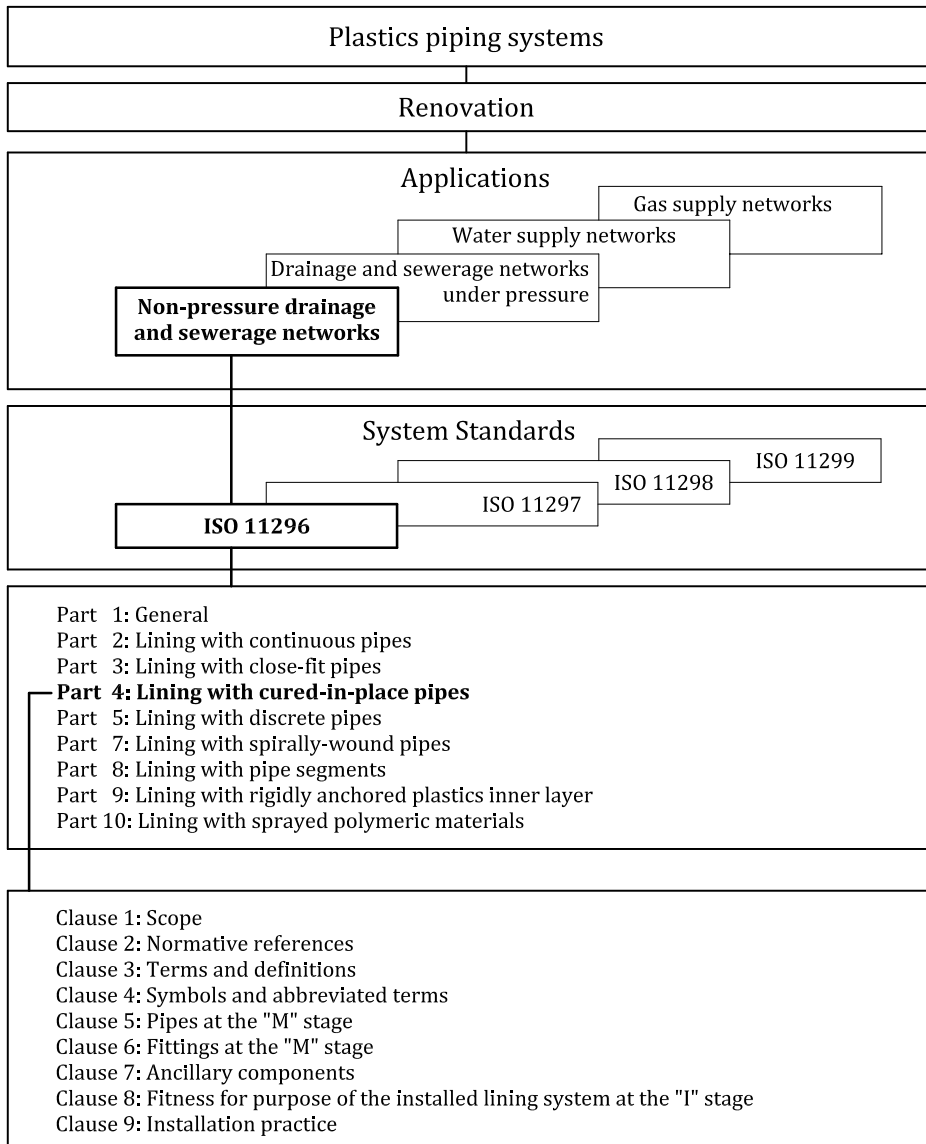 Plastics piping systems
Renovation
Applications
Gas supply networks
Water supply networks
Drainage and sewerage networks
under pressure
Non-pressure drainage
and sewerage networks
System Standards
ISO 11299
ISO 11298
ISO 11297
ISO 11296
Part 1: General
Part 2: Lining with continuous pipes
Part 3: Lining with close-fit pipes
Part 4: Lining with cured-in-place pipes
Part 5: Lining with discrete pipes
Part 7: Lining with spirally-wound pipes
Part 8: Lining with pipe segments
Part 9: Lining with rigidly anchored plastics inner layer
Part 10: Lining with sprayed polymeric materials
Clause 1: Scope
Clause 2: Normative references
Clause 3: Terms and definitions
Clause 4: Symbols and abbreviated terms
Clause 5: Pipes at the "M" stage
Clause 6: Fittings at the "M" stage
Clause 7: Ancillary components
Clause 8: Fitness for purpose of the installed lining system at the "I" stage
Clause 9: Installation practice